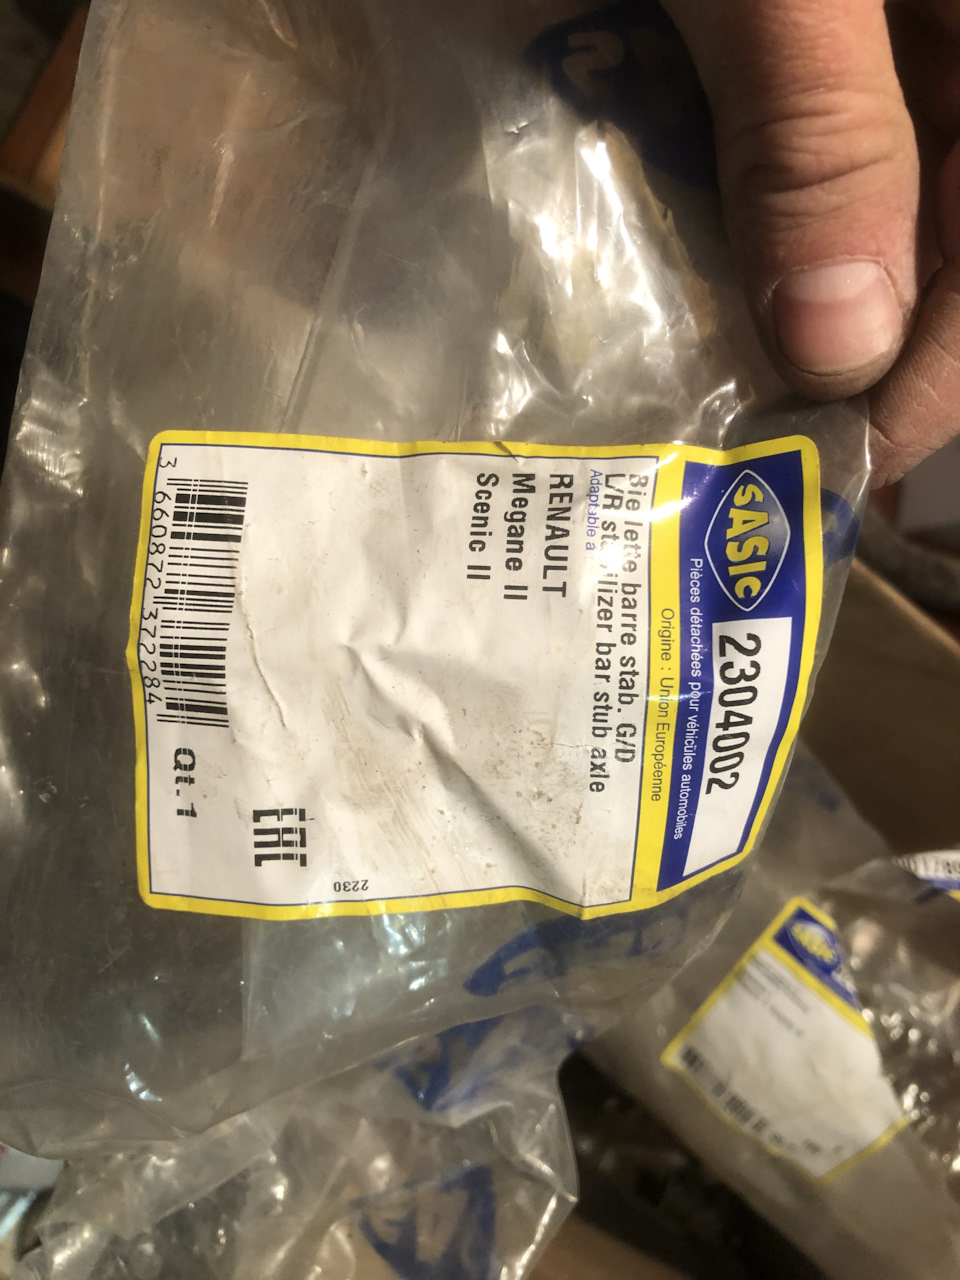 SASIC
2304002
Pièces détachées pour véhicules automobiles
Origine : Union Européenne
Biellette barre stab. G/D
L/R stabilizer bar stub axle
Adaptable à
RENAULT
Megane II
Scenic II
3 660872 372284
Qt.1
EAC
2230
SASIC